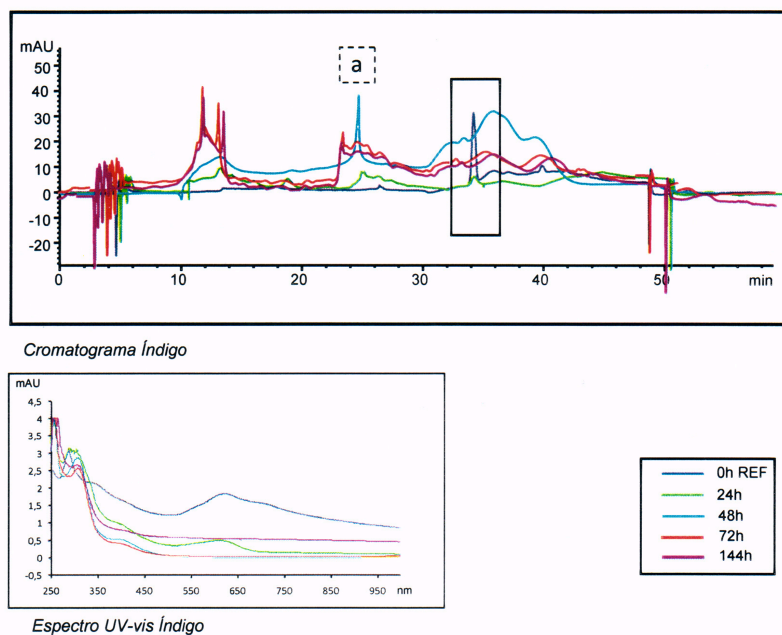 mAU
50
40
30
20
10
0
-10
-20
a
0 10 20 30 40 50 min
Cromatograma Índigo
mAU
4,5
4
3,5
3
2,5
2
1,5
1
0,5
0
-0,5
250 350 450 550 650 750 850 950 nm
Espectro UV-vis Índigo
0h REF
24h
48h
72h
144h